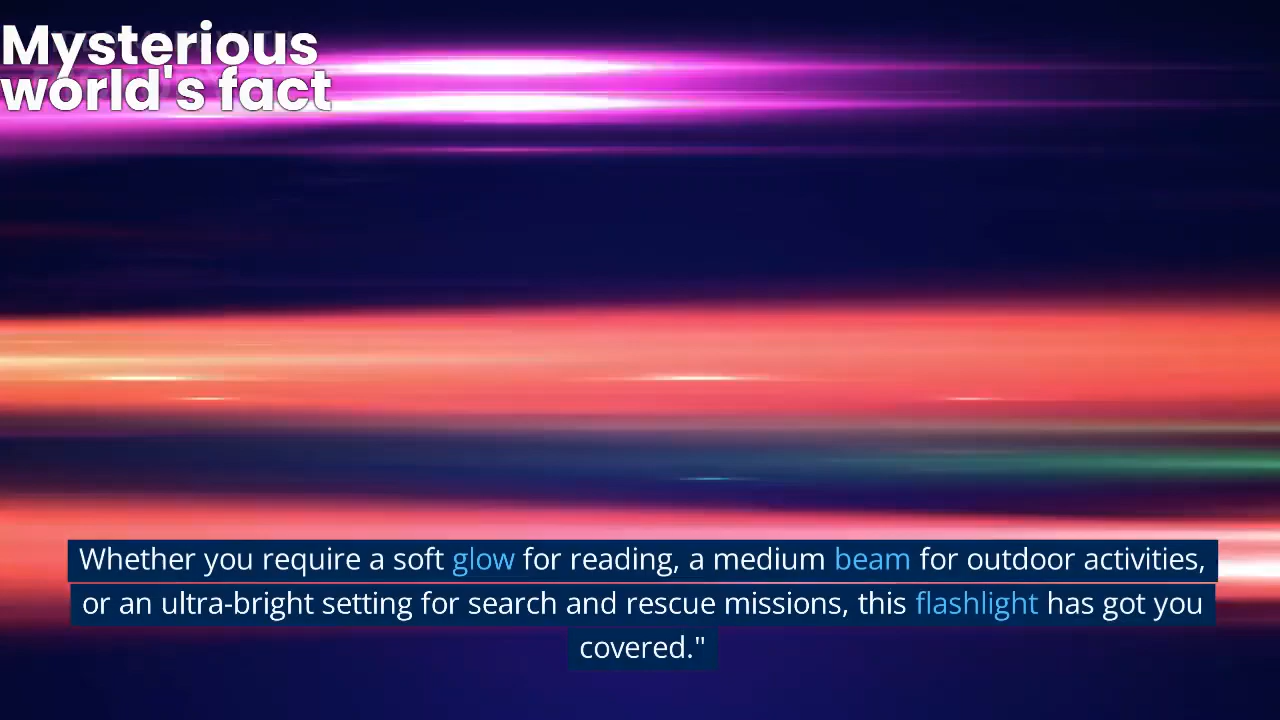 Mysterious
world's fact
Whether you require a soft glow for reading, a medium beam for outdoor activities,
or an ultra-bright setting for search and rescue missions, this flashlight has got you
covered."